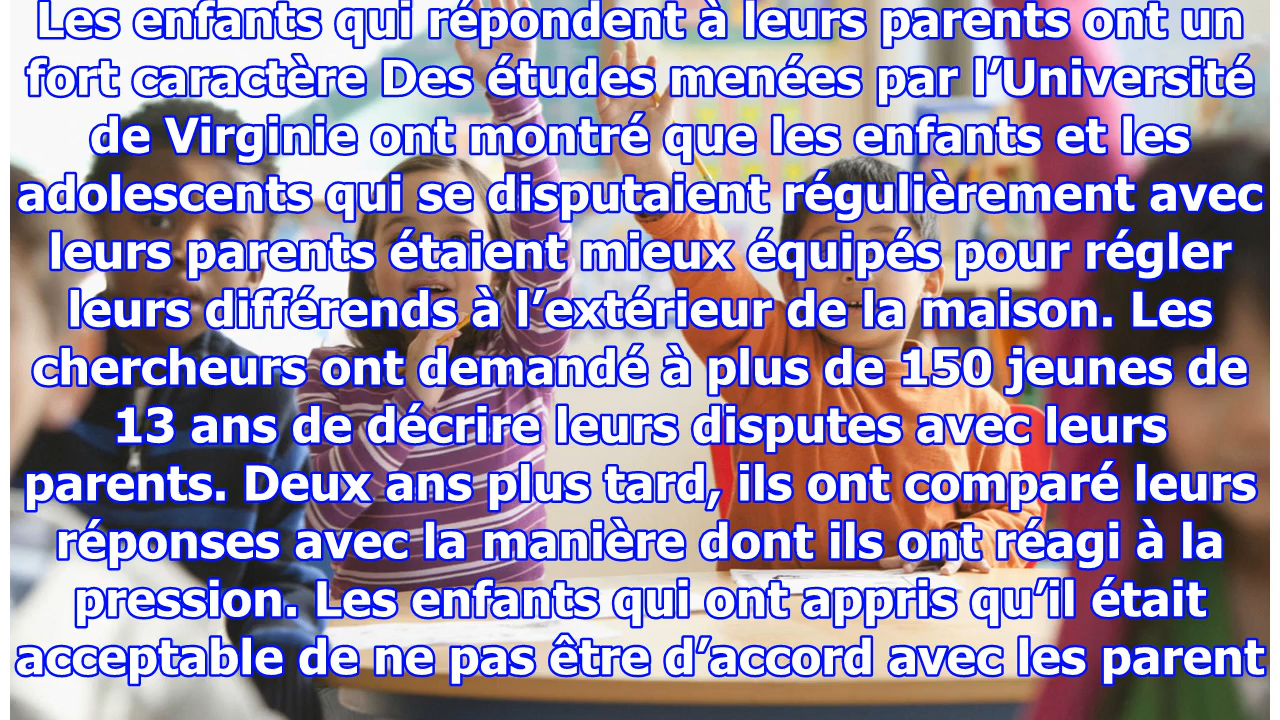 Les enfants qui répondent à leurs parents ont un
fort caractère Des études menées par l’Université
de Virginie ont montré que les enfants et les
adolescents qui se disputaient régulièrement avec
leurs parents étaient mieux équipés pour régler
leurs différends à l’extérieur de la maison. Les
chercheurs ont demandé à plus de 150 jeunes de
13 ans de décrire leurs disputes avec leurs
parents. Deux ans plus tard, ils ont comparé leurs
réponses avec la manière dont ils ont réagi à la
pression. Les enfants qui ont appris qu’il était
acceptable de ne pas être d’accord avec les parent